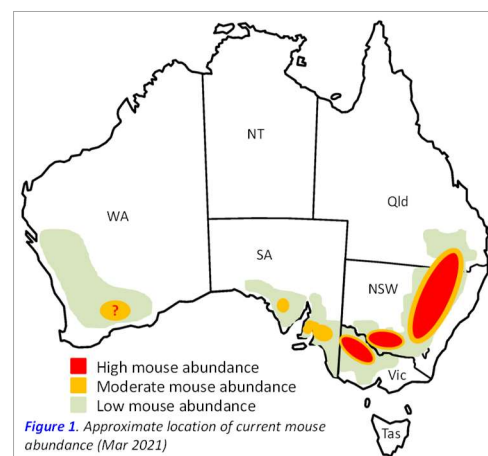 NT
Qld
WA
SA
NSW
?
Vic
High mouse abundance
Moderate mouse abundance
Low mouse abundance
Figure 1. Approximate location of current mouse
abundance (Mar 2021)
Tas